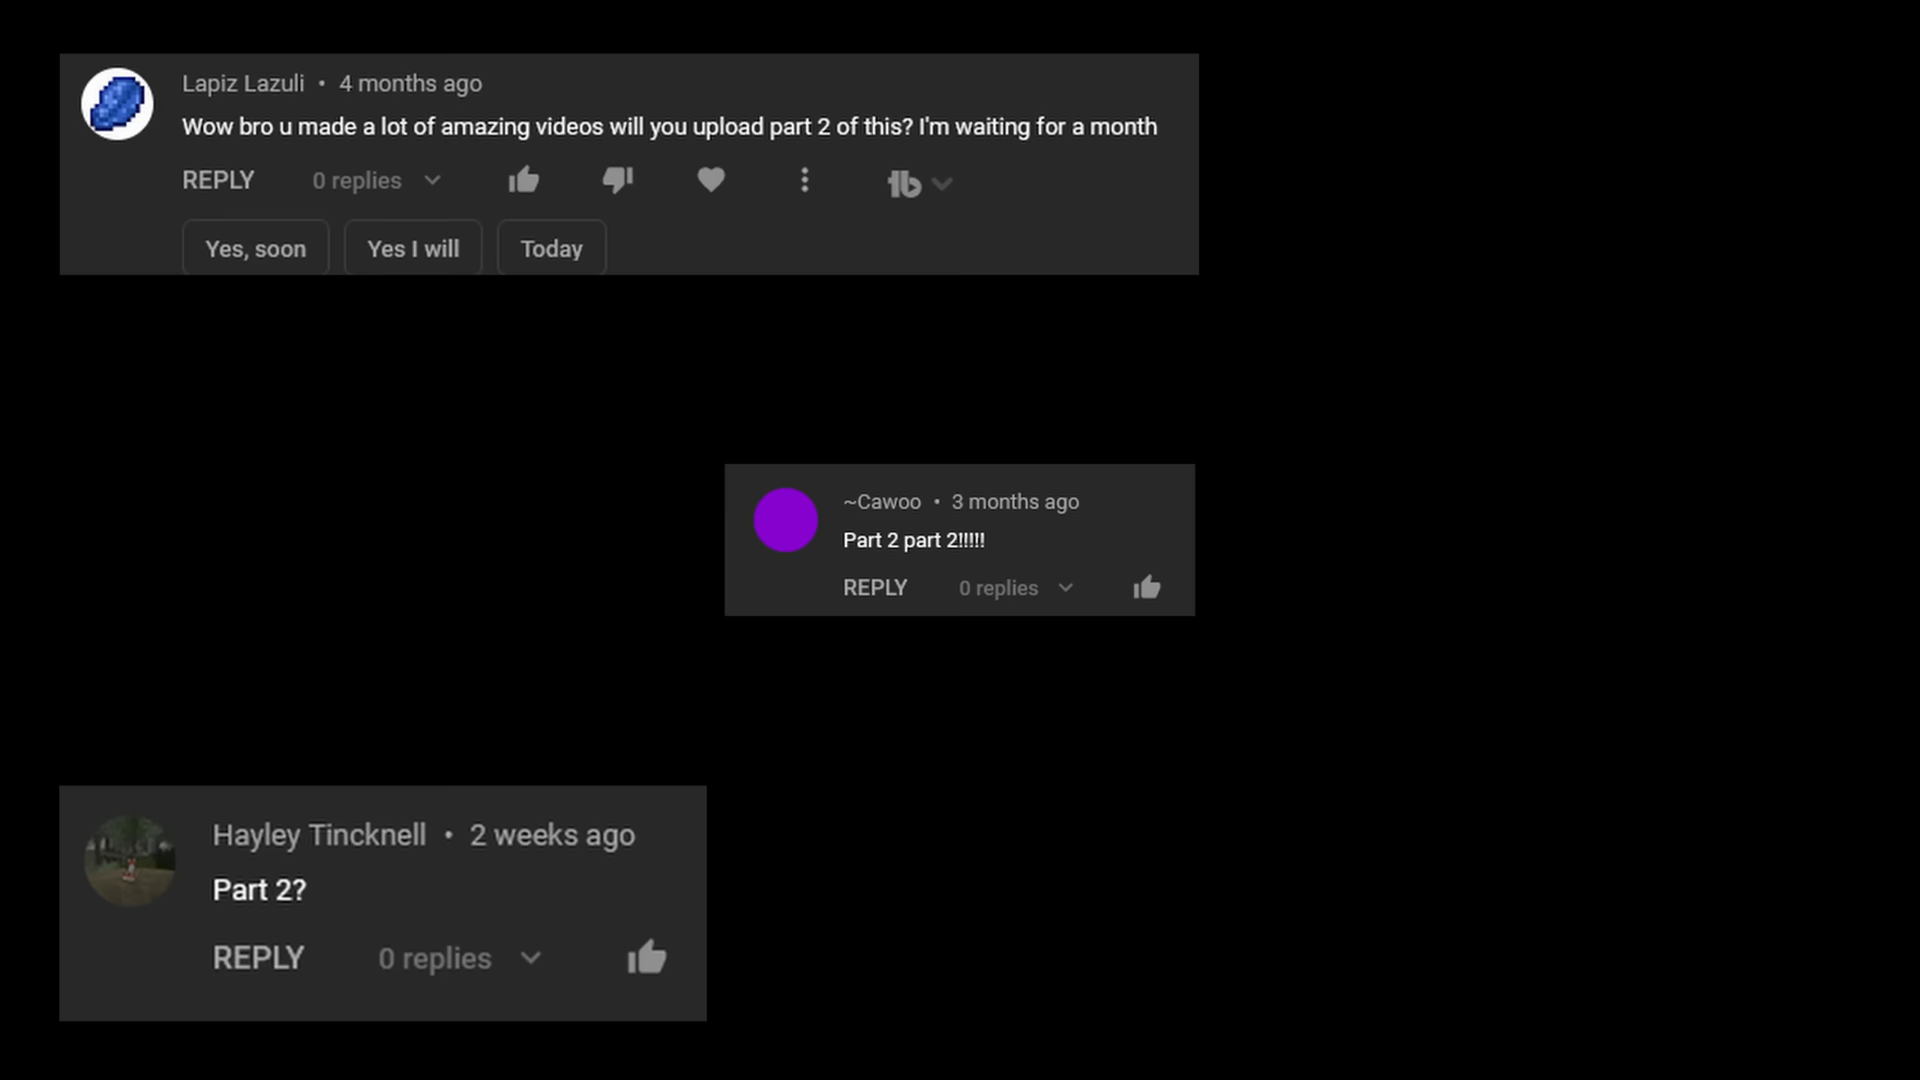 Lapiz Lazuli • 4 months ago
Wow bro u made a lot of amazing videos will you upload part 2 of this? I'm waiting for a month
REPLY 0 replies
Yes, soon Yes I will Today
~Cawoo • 3 months ago
Part 2 part 2!!!!!
REPLY 0 replies
Hayley Tincknell • 2 weeks ago
Part 2?
REPLY 0 replies